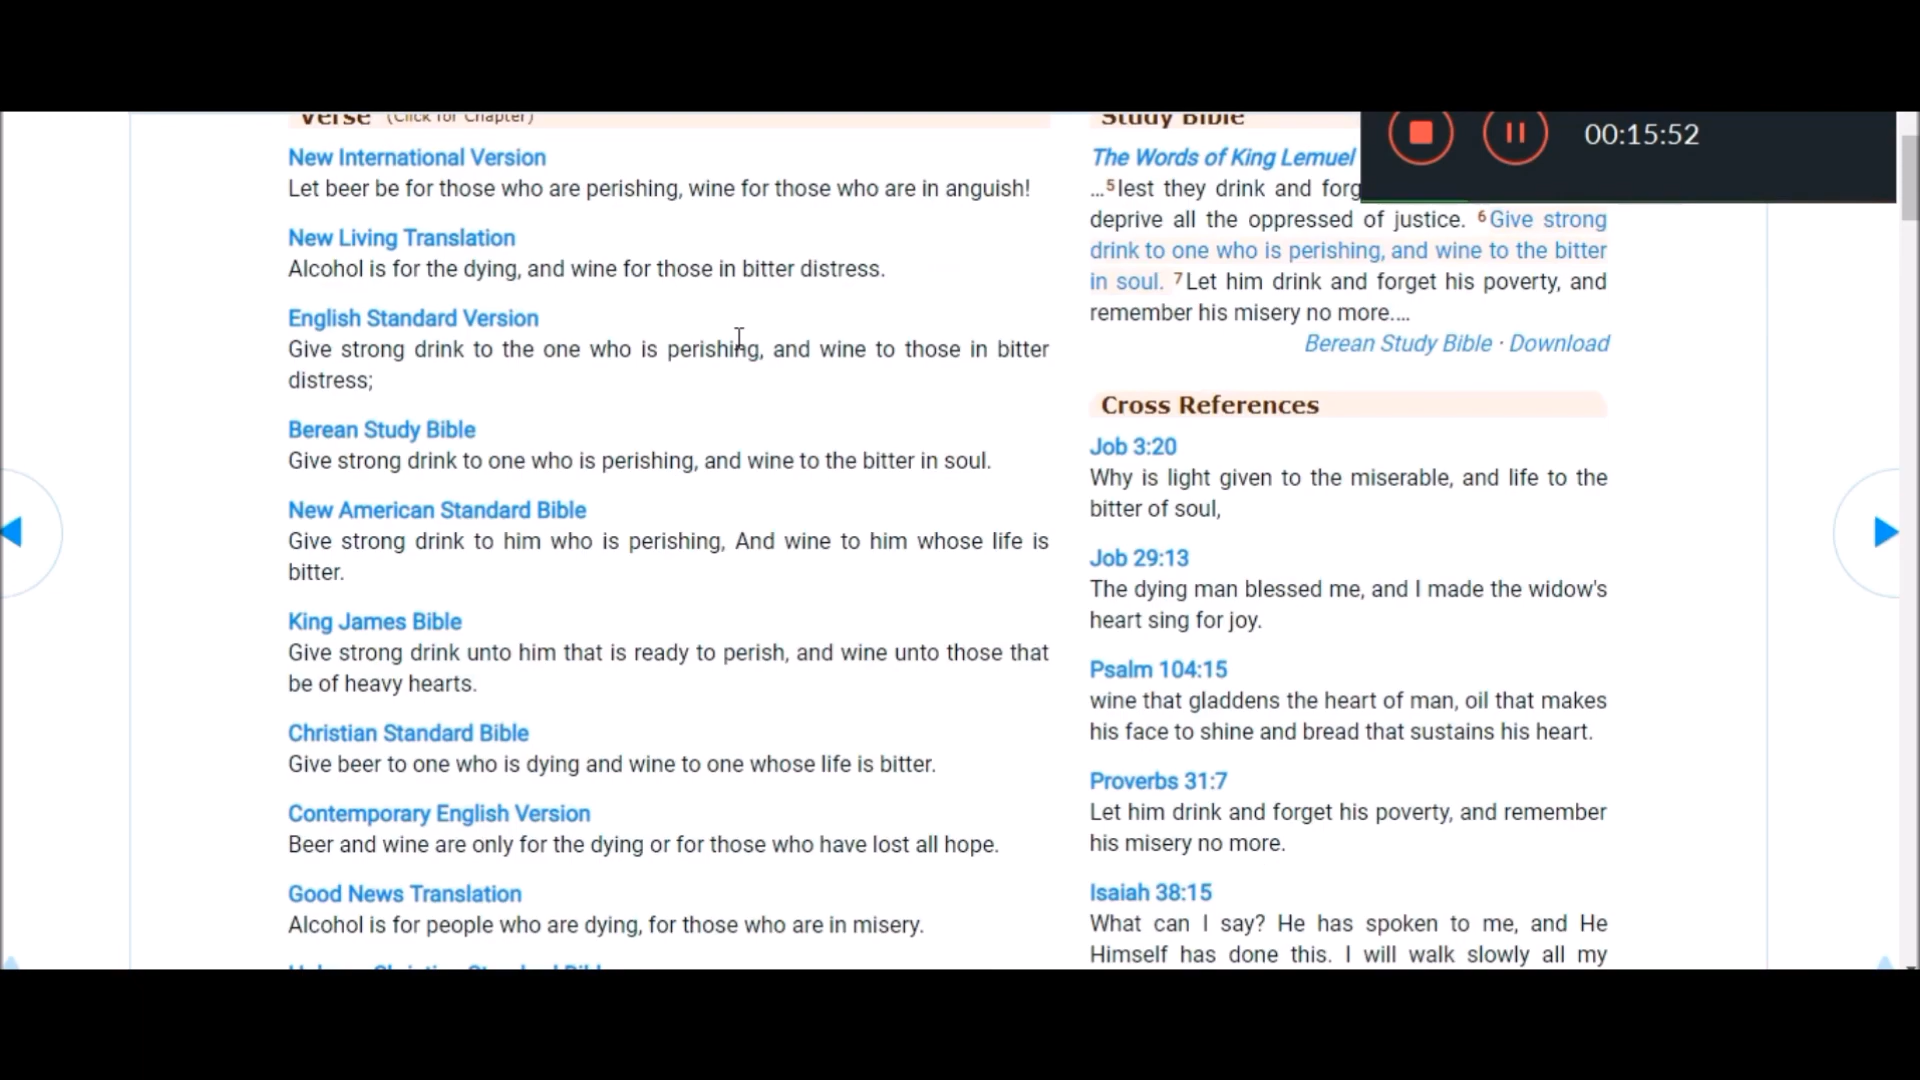 Verse (Click for Chapter)
New International Version
Let beer be for those who are perishing, wine for those who are in anguish!
New Living Translation
Alcohol is for the dying, and wine for those in bitter distress.
English Standard Version
Give strong drink to the one who is perishing, and wine to those in bitter
distress;
Berean Study Bible
Give strong drink to one who is perishing, and wine to the bitter in soul.
New American Standard Bible
Give strong drink to him who is perishing, And wine to him whose life is
bitter.
King James Bible
Give strong drink unto him that is ready to perish, and wine unto those that
be of heavy hearts.
Christian Standard Bible
Give beer to one who is dying and wine to one whose life is bitter.
Contemporary English Version
Beer and wine are only for the dying or for those who have lost all hope.
Good News Translation
Alcohol is for people who are dying, for those who are in misery.
Study Bible
00:15:52
The Words of King Lemuel
…5lest they drink and forg
deprive all the oppressed of justice. 6Give strong
drink to one who is perishing, and wine to the bitter
in soul. 7Let him drink and forget his poverty, and
remember his misery no more.…
Berean Study Bible · Download
Cross References
Job 3:20
Why is light given to the miserable, and life to the
bitter of soul,
Job 29:13
The dying man blessed me, and I made the widow's
heart sing for joy.
Psalm 104:15
wine that gladdens the heart of man, oil that makes
his face to shine and bread that sustains his heart.
Proverbs 31:7
Let him drink and forget his poverty, and remember
his misery no more.
Isaiah 38:15
What can I say? He has spoken to me, and He
Himself has done this. I will walk slowly all my